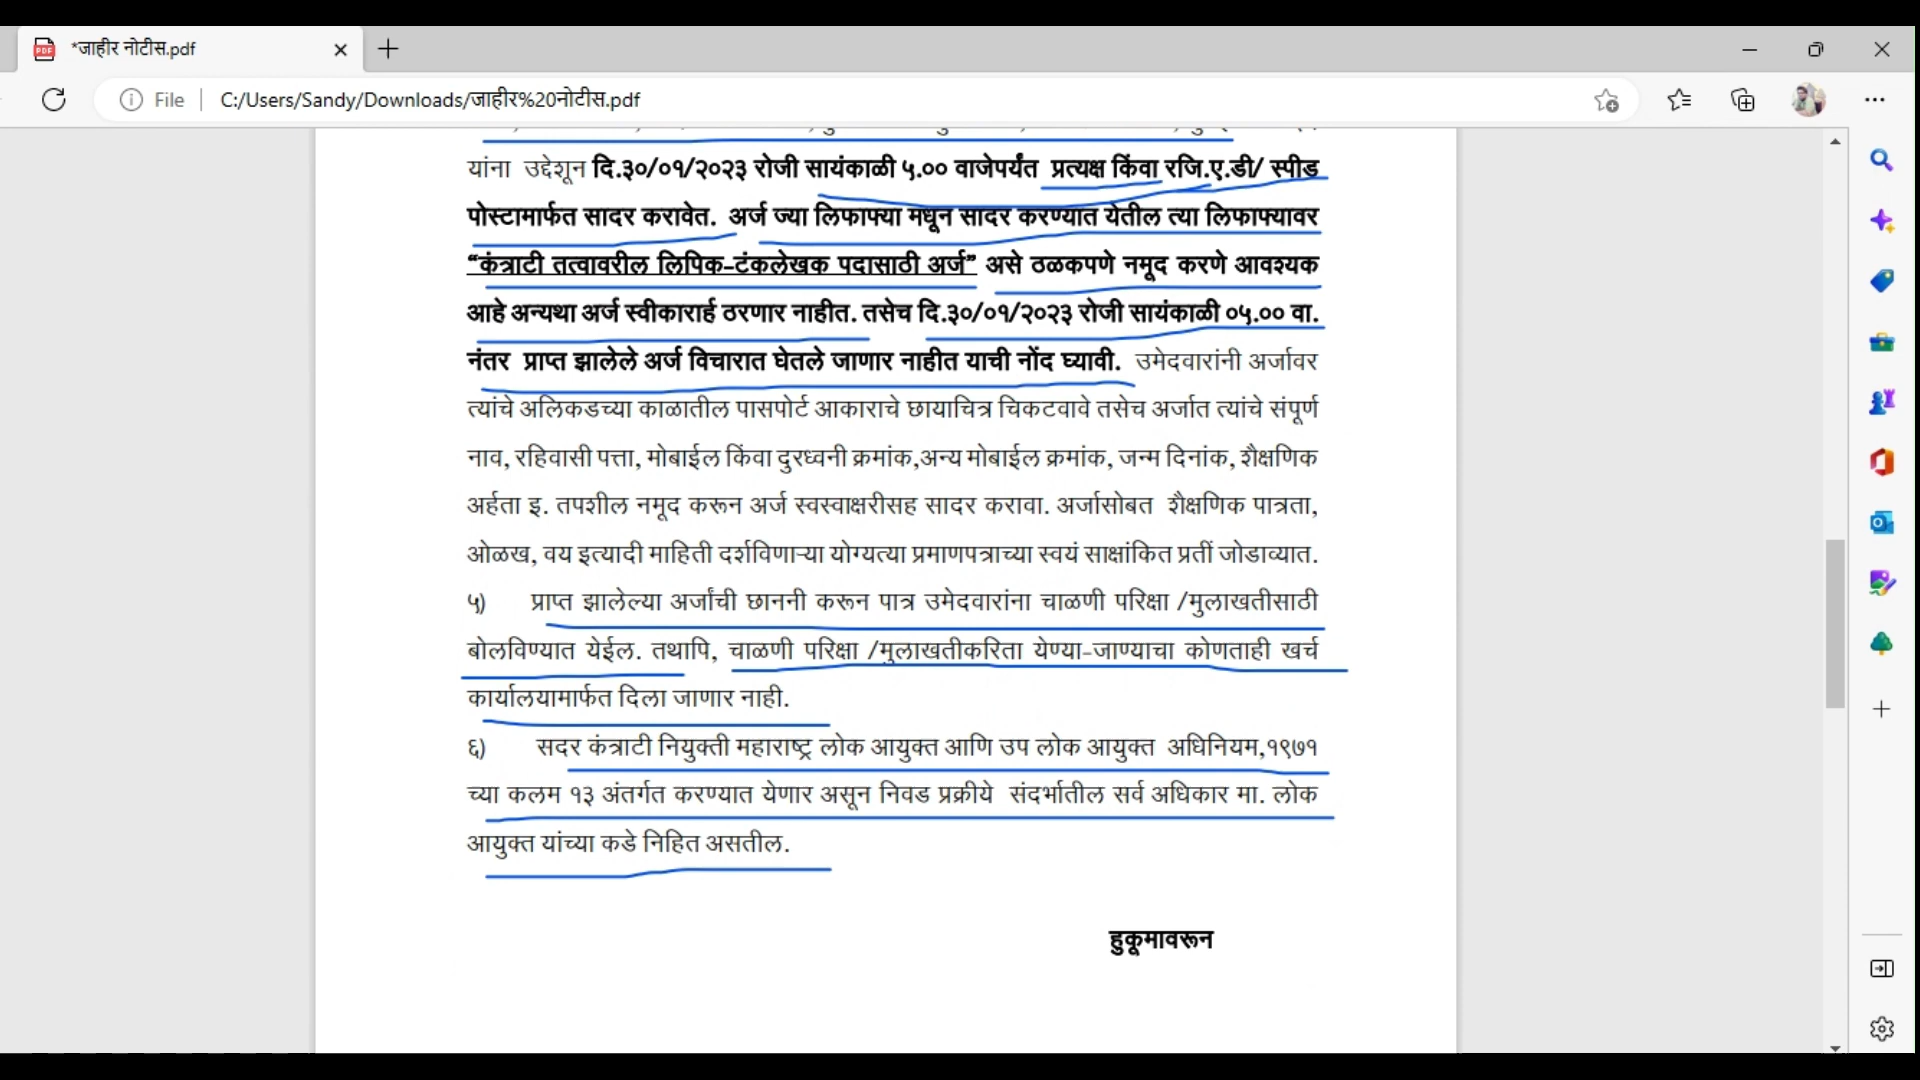 PDF
*जाहीर नोटीस.pdf
File
C:/Users/Sandy/Downloads/जाहीर%20नोटीस.pdf
यांना उद्देशून दि.३०/०१/२०२३ रोजी सायंकाळी ५.०० वाजेपर्यंत प्रत्यक्ष किंवा रजि.ए.डी/ स्पीड
पोस्टामार्फत सादर करावेत. अर्ज ज्या लिफाफ्या मधून सादर करण्यात येतील त्या लिफाफ्यावर
“कंत्राटी तत्वावरील लिपिक-टंकलेखक पदासाठी अर्ज” असे ठळकपणे नमूद करणे आवश्यक
आहे अन्यथा अर्ज स्वीकारार्ह ठरणार नाहीत. तसेच दि.३०/०१/२०२३ रोजी सायंकाळी ०५.०० वा.
नंतर प्राप्त झालेले अर्ज विचारात घेतले जाणार नाहीत याची नोंद घ्यावी. उमेदवारांनी अर्जावर
त्यांचे अलिकडच्या काळातील पासपोर्ट आकाराचे छायाचित्र चिकटवावे तसेच अर्जात त्यांचे संपूर्ण
नाव, रहिवासी पत्ता, मोबाईल किंवा दुरध्वनी क्रमांक,अन्य मोबाईल क्रमांक, जन्म दिनांक, शैक्षणिक
अर्हता इ. तपशील नमूद करून अर्ज स्वस्वाक्षरीसह सादर करावा. अर्जासोबत शैक्षणिक पात्रता,
ओळख, वय इत्यादी माहिती दर्शविणाऱ्या योग्यत्या प्रमाणपत्राच्या स्वयं साक्षांकित प्रतीं जोडाव्यात.
५) प्राप्त झालेल्या अर्जांची छाननी करून पात्र उमेदवारांना चाळणी परिक्षा /मुलाखतीसाठी
बोलविण्यात येईल. तथापि, चाळणी परिक्षा /मुलाखतीकरिता येण्या-जाण्याचा कोणताही खर्च
कार्यालयामार्फत दिला जाणार नाही.
६) सदर कंत्राटी नियुक्ती महाराष्ट्र लोक आयुक्त आणि उप लोक आयुक्त अधिनियम,१९७१
च्या कलम १३ अंतर्गत करण्यात येणार असून निवड प्रक्रीये संदर्भातील सर्व अधिकार मा. लोक
आयुक्त यांच्या कडे निहित असतील.
हुकूमावरून